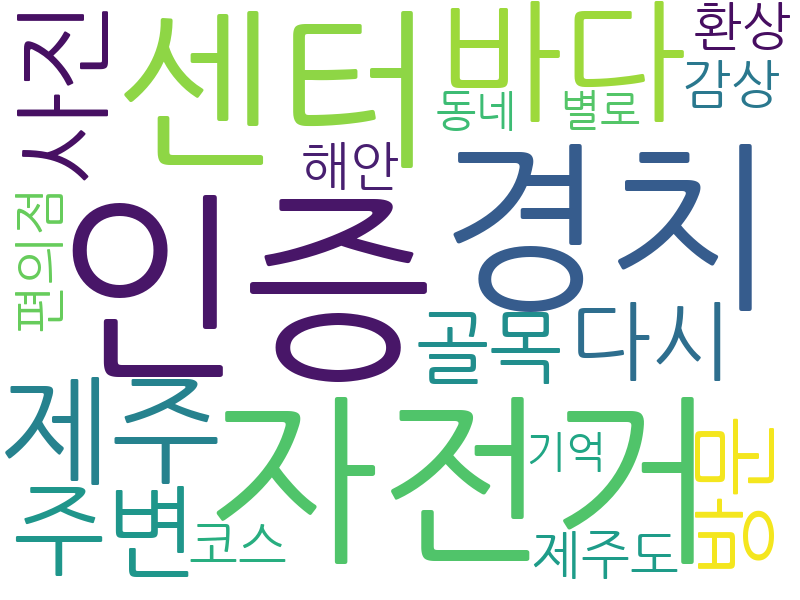 사진
센터
바다
환상
감상
동네
별로
해안
편의점
인증
경치
골목
다시
제주
자전거
기억
앞곰
주변
코스
제주도